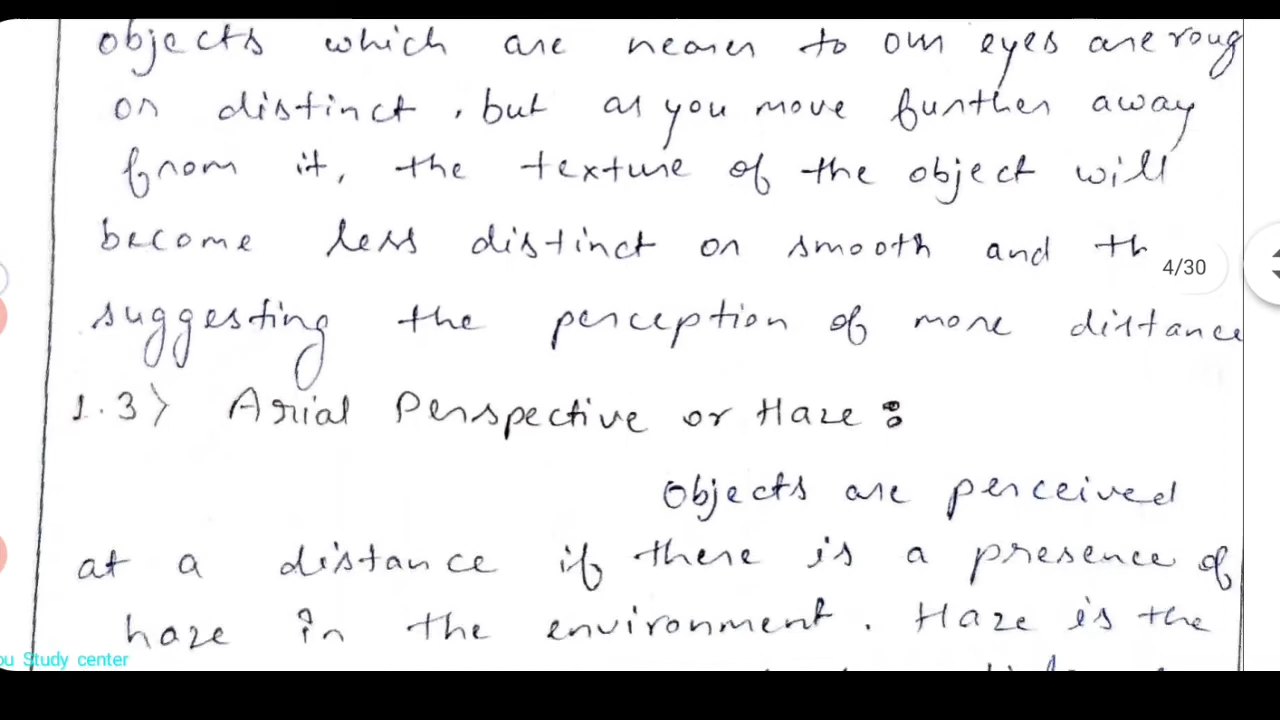 objects which are nearer to our eyes are roug
or distinct, but as you move further away
from it, the texture of the object will
become less distinct or smooth and th
4/30
suggesting the perception of more distance
1.3) Arial Perspective or Haze :
Objects are perceived
at a distance if there is a presence of
haze in the environment. Haze is the
ou Study center